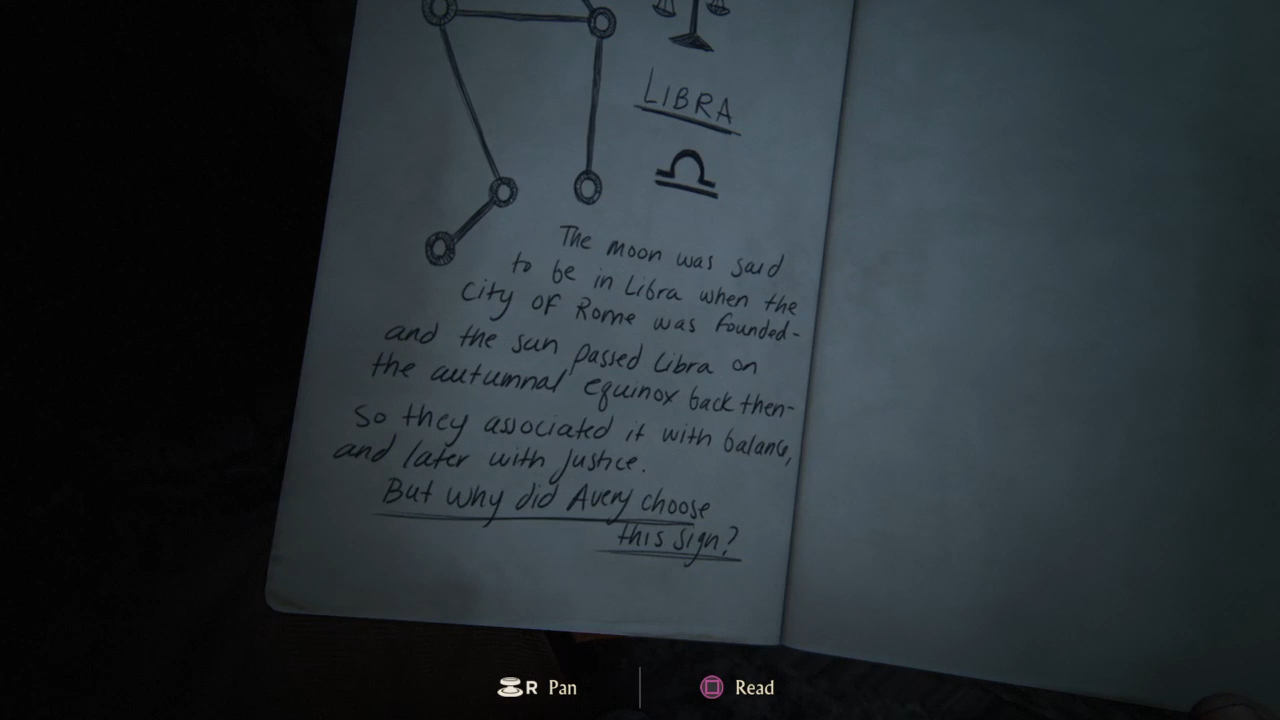 LIBRA
The moon was said
to be in Libra when the
City of Rome was founded-
and the sun passed Libra on
the autumnal equinox back then-
So they associated it with balance,
and later with justice.
But why did Avery choose
this sign?
R Pan
Read